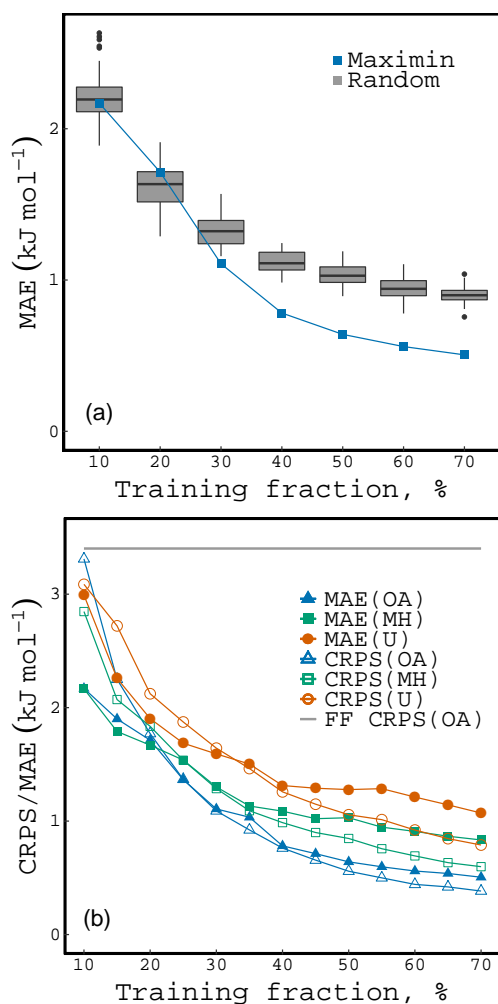 Maximin
Random
MAE (kJ mol⁻¹)
2
1
0
(a)
10 20 30 40 50 60 70
Training fraction, %
MAE(OA)
MAE(MH)
MAE(U)
CRPS(OA)
CRPS(MH)
CRPS(U)
FF CRPS(OA)
CRPS/MAE (kJ mol⁻¹)
3
2
1
0
(b)
10 20 30 40 50 60 70
Training fraction, %